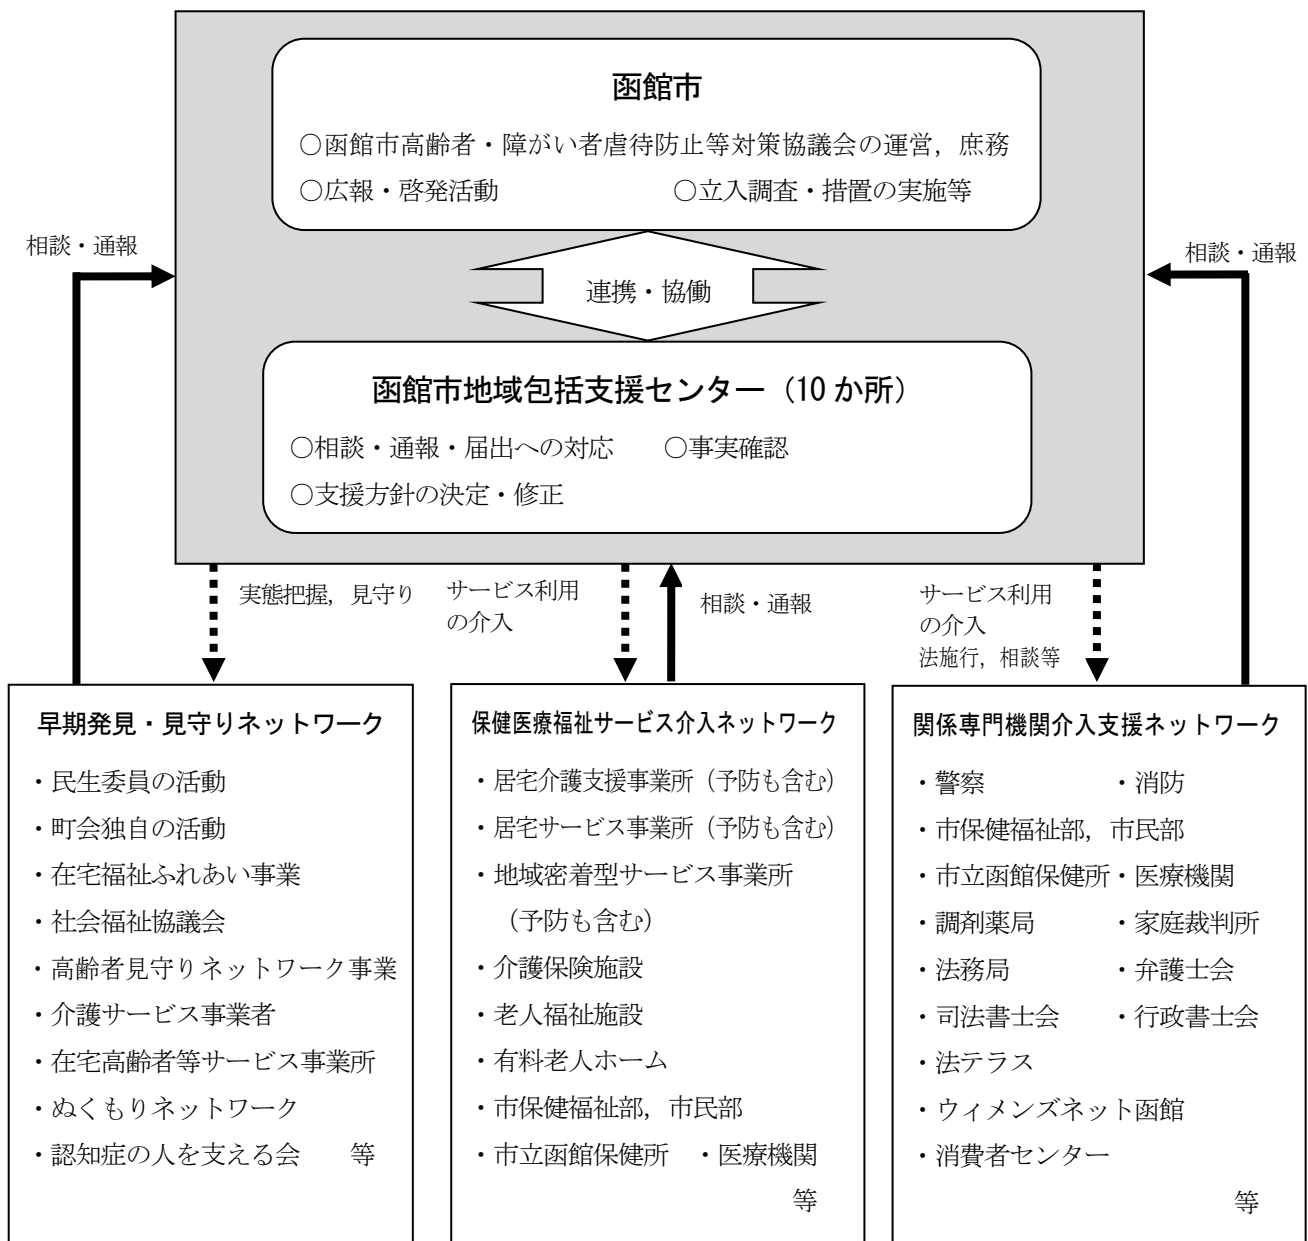 函館市
○函館市高齢者・障がい者虐待防止等対策協議会の運営，庶務
○広報・啓発活動 ○立入調査・措置の実施等
相談・通報
相談・通報
連携・協働
函館市地域包括支援センター（10か所）
○相談・通報・届出への対応 ○事実確認
○支援方針の決定・修正
実態把握，見守り
サービス利用
の介入
相談・通報
サービス利用
の介入
法施行，相談等
早期発見・見守りネットワーク
・民生委員の活動
・町会独自の活動
・在宅福祉ふれあい事業
・社会福祉協議会
・高齢者見守りネットワーク事業
・介護サービス事業者
・在宅高齢者等サービス事業所
・ぬくもりネットワーク
・認知症の人を支える会 等
保健医療福祉サービス介入ネットワーク
・居宅介護支援事業所（予防も含む）
・居宅サービス事業所（予防も含む）
・地域密着型サービス事業所
（予防も含む）
・介護保険施設
・老人福祉施設
・有料老人ホーム
・市保健福祉部，市民部
・市立函館保健所 ・医療機関
等
関係専門機関介入支援ネットワーク
・警察 ・消防
・市保健福祉部，市民部
・市立函館保健所・医療機関
・調剤薬局 ・家庭裁判所
・法務局 ・弁護士会
・司法書士会 ・行政書士会
・法テラス
・ウィメンズネット函館
・消費者センター
等